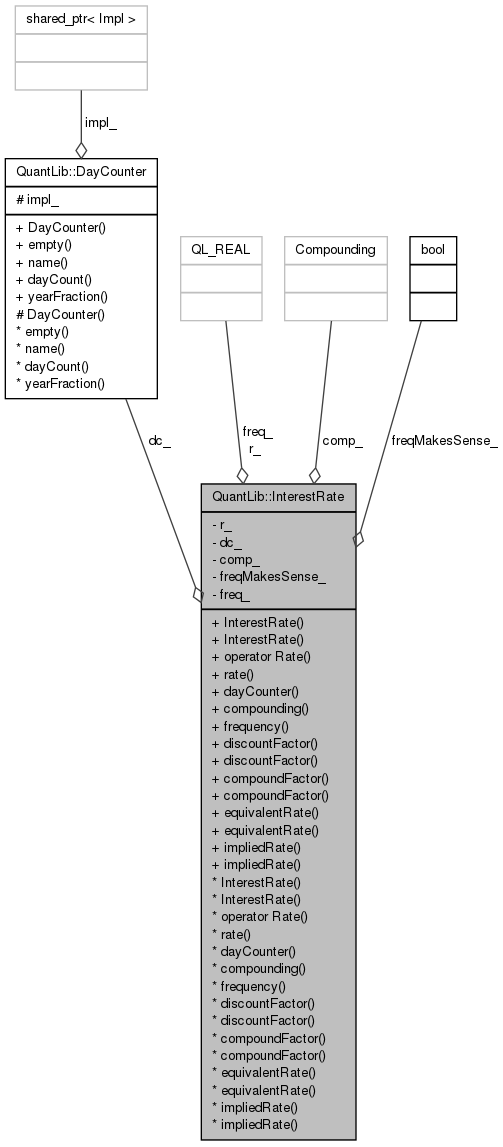 shared_ptr< Impl >
impl_
QuantLib::DayCounter
# impl_
+ DayCounter()
+ empty()
+ name()
+ dayCount()
+ yearFraction()
# DayCounter()
* empty()
* name()
* dayCount()
* yearFraction()
QL_REAL
Compounding
bool
dc_
freq_
r_
comp_
freqMakesSense_
QuantLib::InterestRate
- r_
- dc_
- comp_
- freqMakesSense_
- freq_
+ InterestRate()
+ InterestRate()
+ operator Rate()
+ rate()
+ dayCounter()
+ compounding()
+ frequency()
+ discountFactor()
+ discountFactor()
+ compoundFactor()
+ compoundFactor()
+ equivalentRate()
+ equivalentRate()
+ impliedRate()
+ impliedRate()
* InterestRate()
* InterestRate()
* operator Rate()
* rate()
* dayCounter()
* compounding()
* frequency()
* discountFactor()
* discountFactor()
* compoundFactor()
* compoundFactor()
* equivalentRate()
* equivalentRate()
* impliedRate()
* impliedRate()